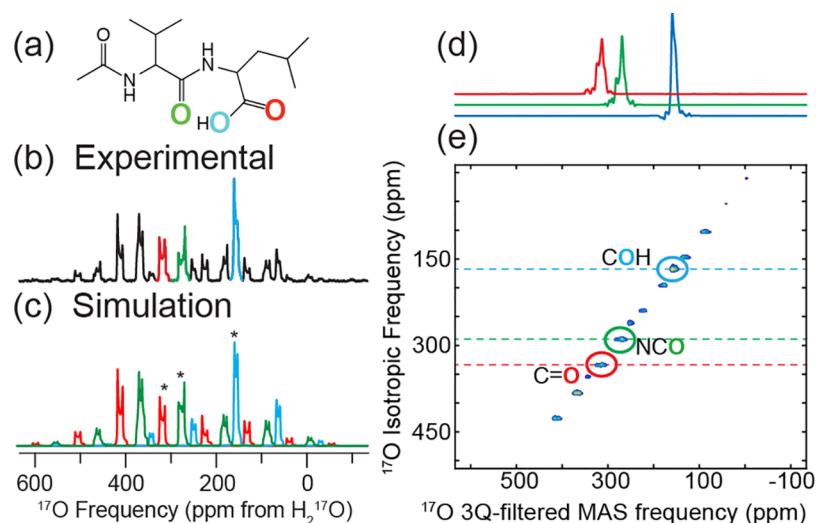 (a)
O
N
H
H
N
O
HO
O
(b) Experimental
(c) Simulation
*
*
*
600 400 200 0
¹⁷O Frequency (ppm from H₂¹⁷O)
(d)
(e)
¹⁷O Isotropic Frequency (ppm)
150
300
450
COH
NCO
C=O
500 300 100 -100
¹⁷O 3Q-filtered MAS frequency (ppm)